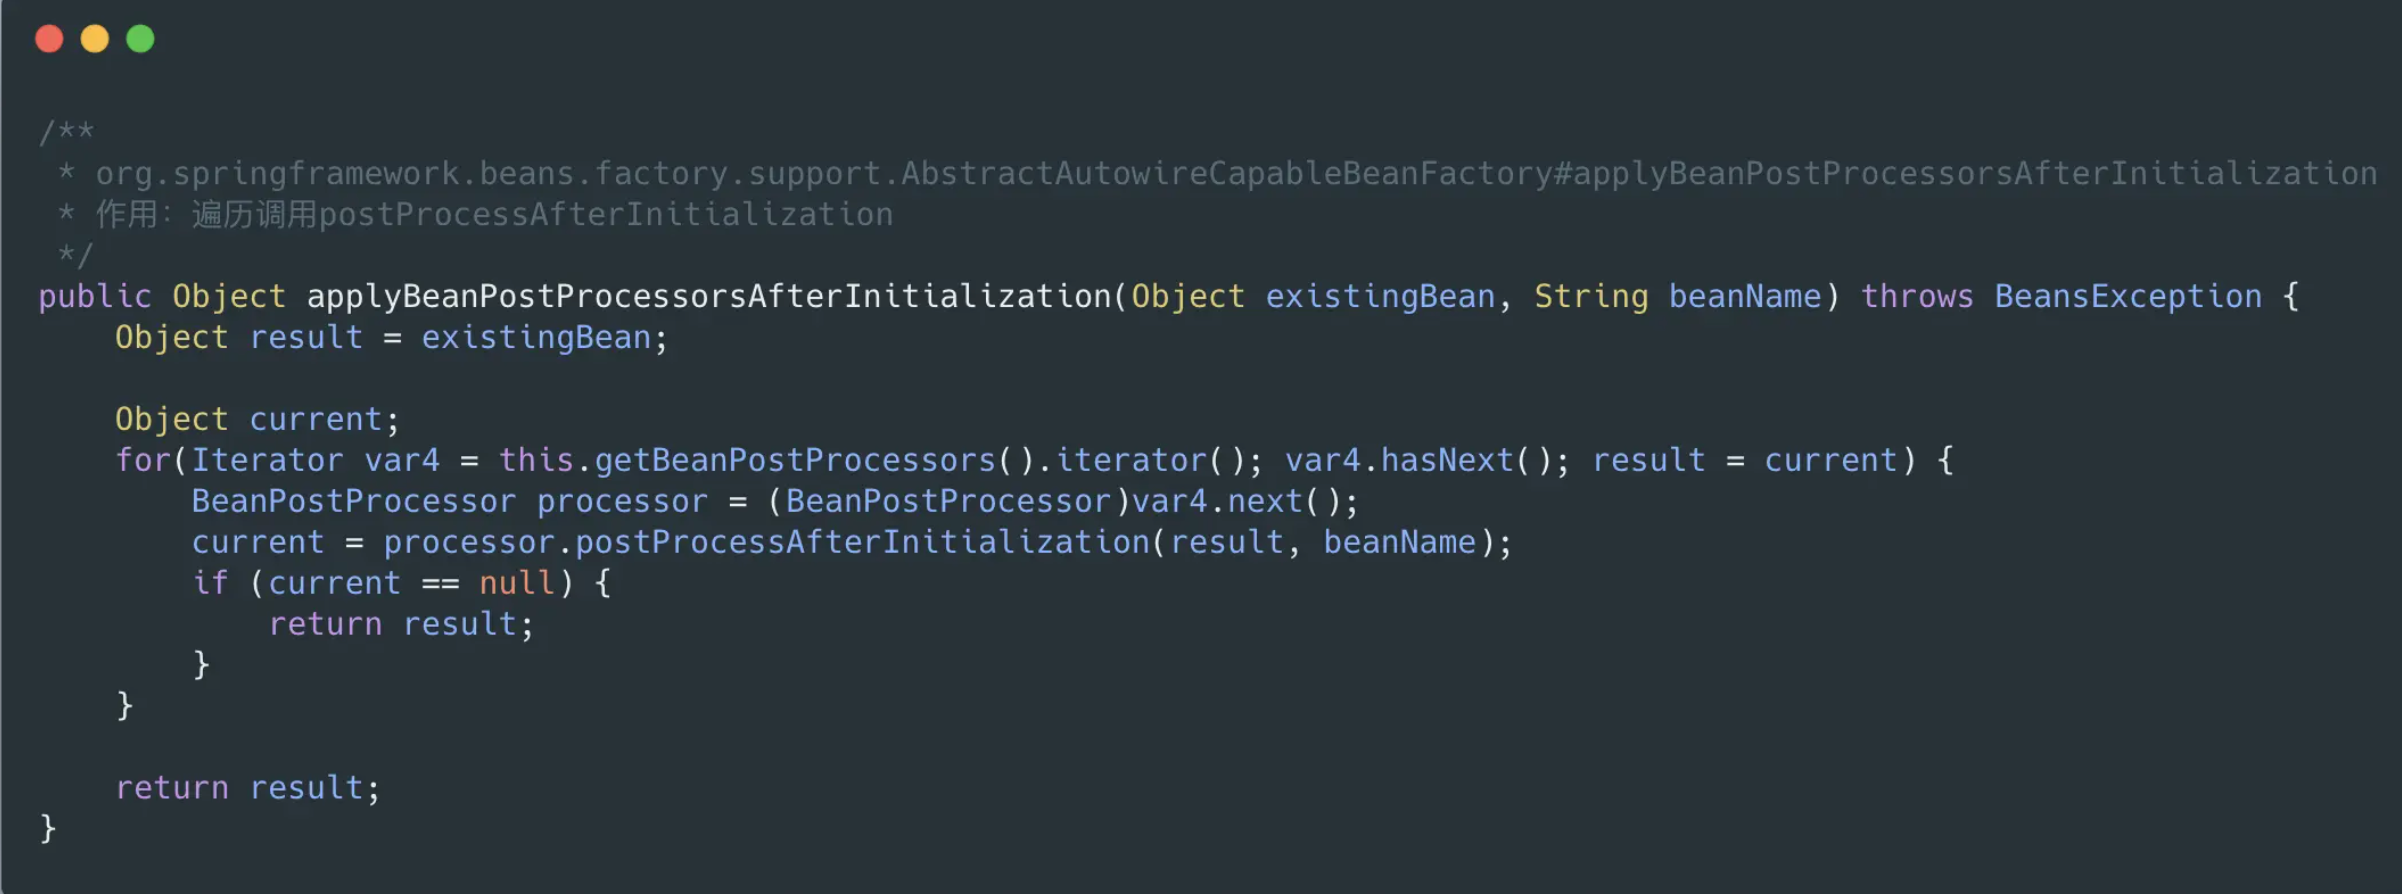 /**
 * org.springframework.beans.factory.support.AbstractAutowireCapableBeanFactory#applyBeanPostProcessorsAfterInitialization
 * 作用：遍历调用postProcessAfterInitialization
 */
public Object applyBeanPostProcessorsAfterInitialization(Object existingBean, String beanName) throws BeansException {
    Object result = existingBean;

    Object current;
    for(Iterator var4 = this.getBeanPostProcessors().iterator(); var4.hasNext(); result = current) {
        BeanPostProcessor processor = (BeanPostProcessor)var4.next();
        current = processor.postProcessAfterInitialization(result, beanName);
        if (current == null) {
            return result;
        }
    }

    return result;
}